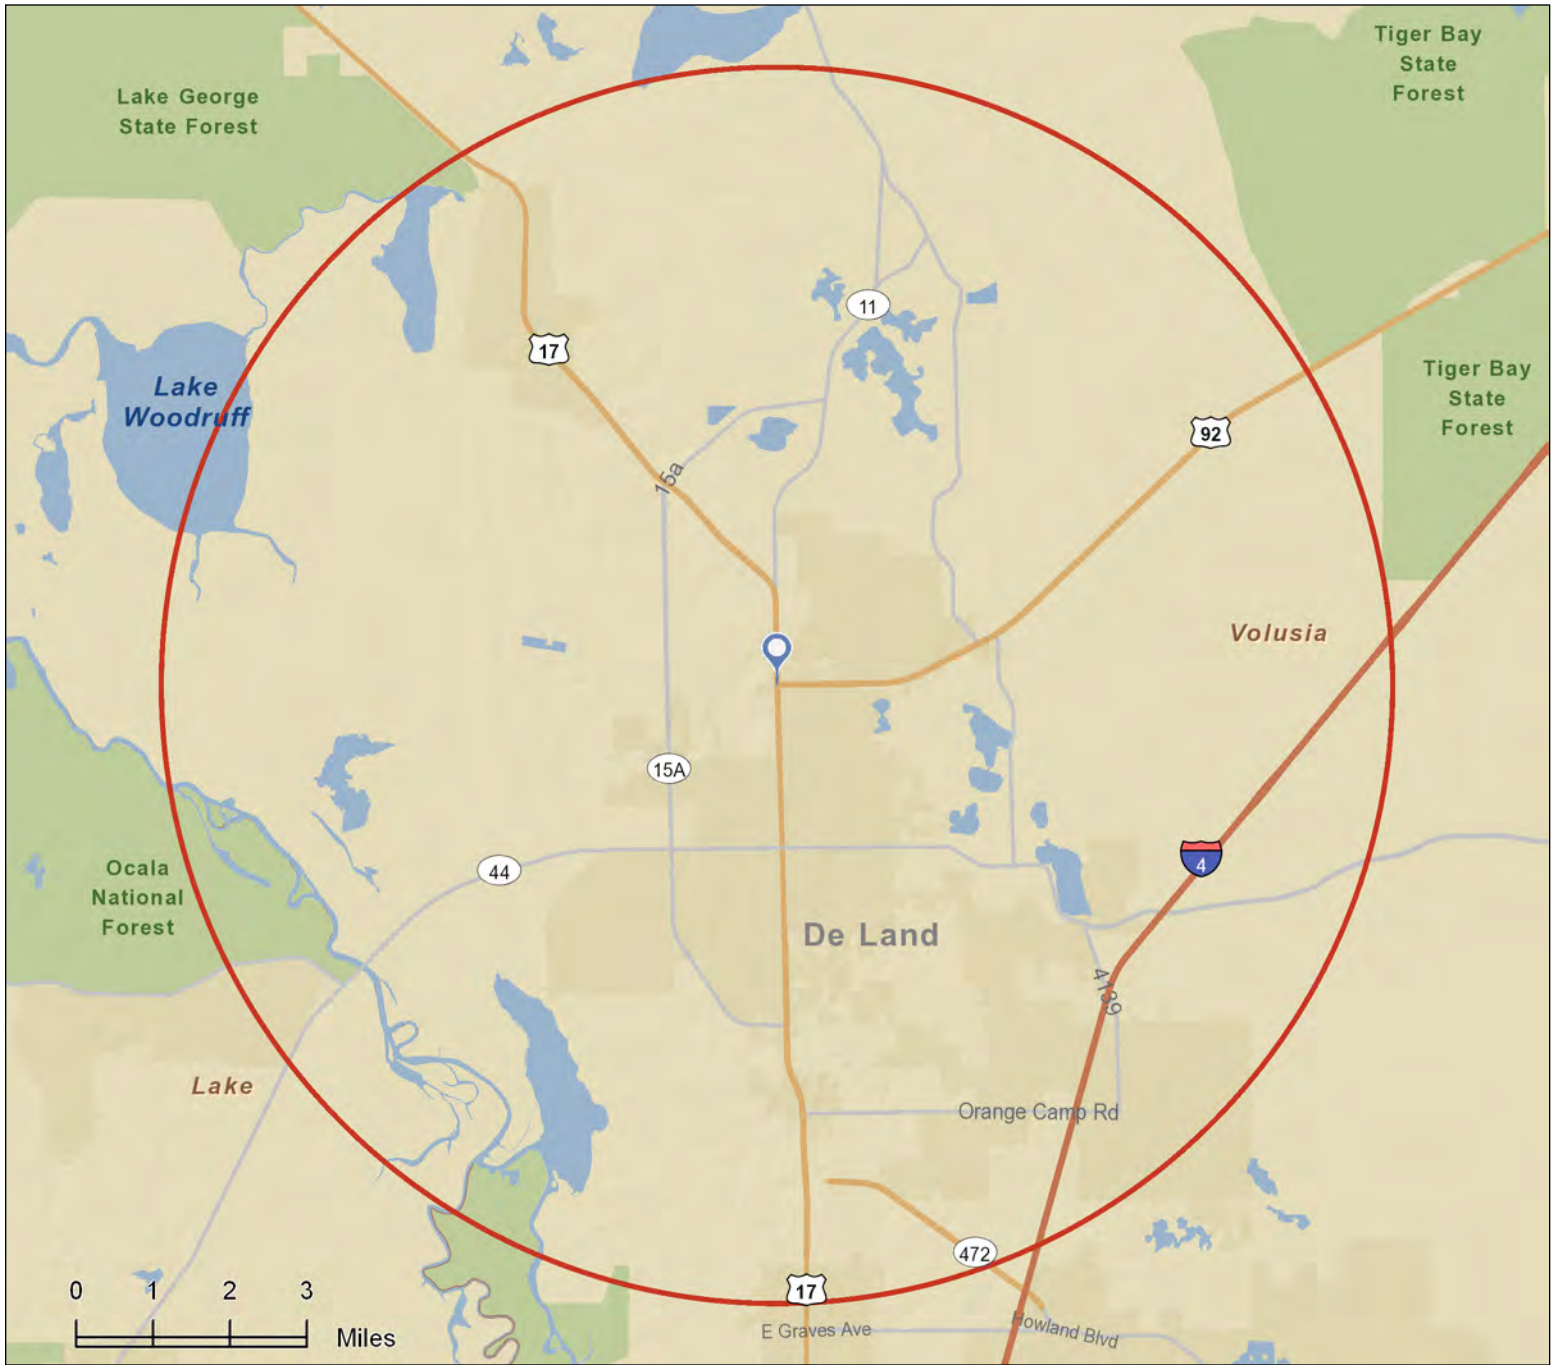 Tiger Bay
State
Forest
Lake George
State Forest
11
17
Lake
Woodruff
Tiger Bay
State
Forest
92
15a
Volusia
15A
4
44
Ocala
National
Forest
De Land
4139
Lake
Orange Camp Rd
472
17
0 1 2 3
Miles
E Graves Ave
Howland Blvd